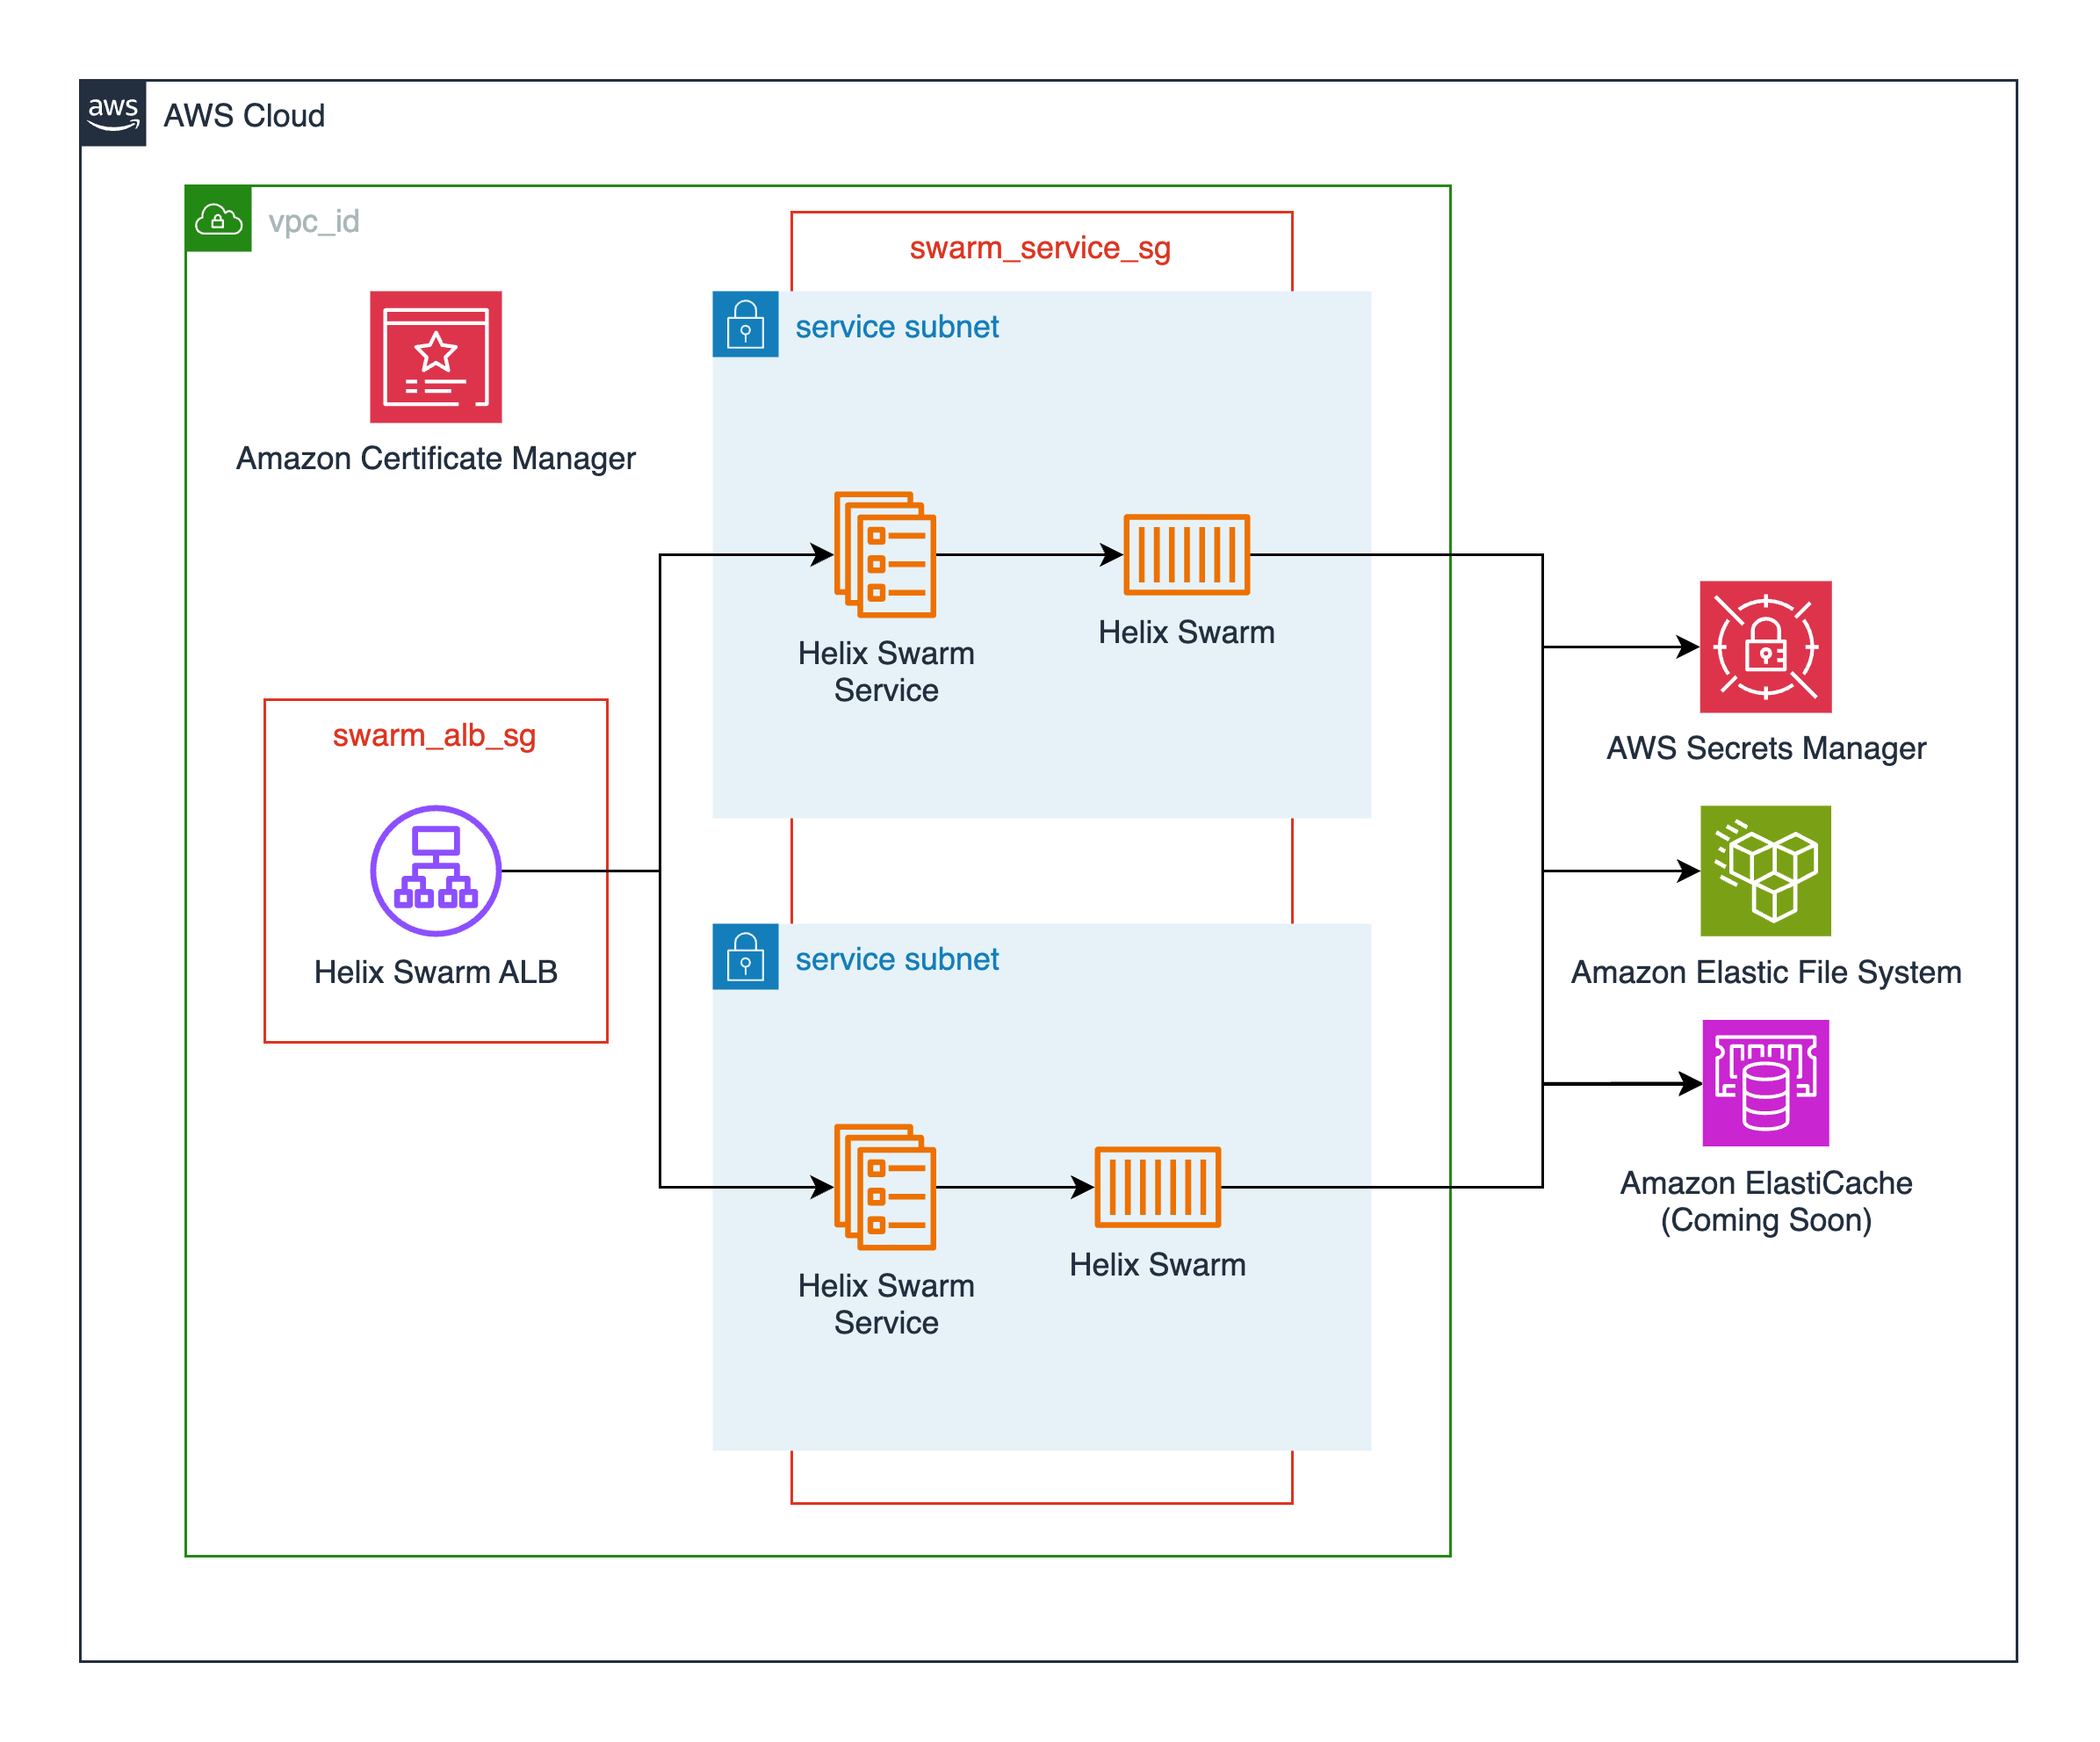 aws
AWS Cloud
vpc_id
swarm_service_sg
service subnet
Amazon Certificate Manager
Helix Swarm
Service
Helix Swarm
swarm_alb_sg
Helix Swarm ALB
service subnet
Helix Swarm
Service
Helix Swarm
AWS Secrets Manager
Amazon Elastic File System
Amazon ElastiCache
(Coming Soon)